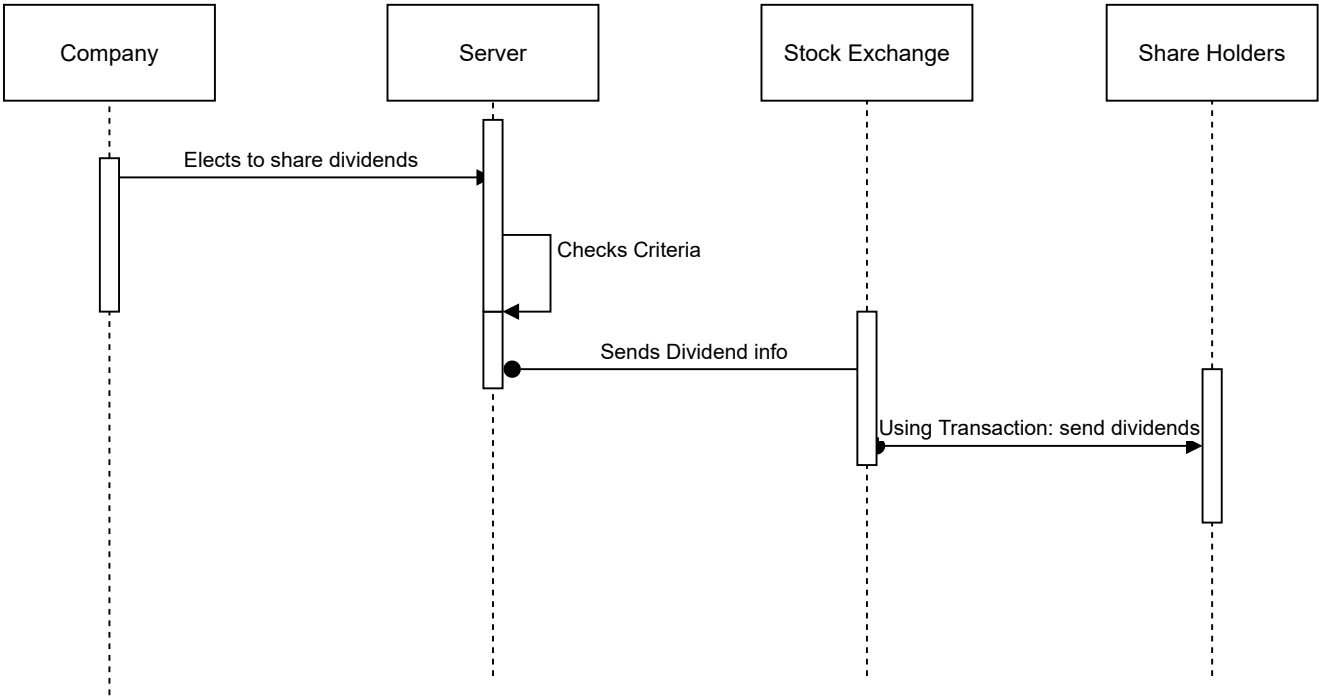 Company
Server
Stock Exchange
Share Holders
Elects to share dividends
Checks Criteria
Sends Dividend info
Using Transaction: send dividends